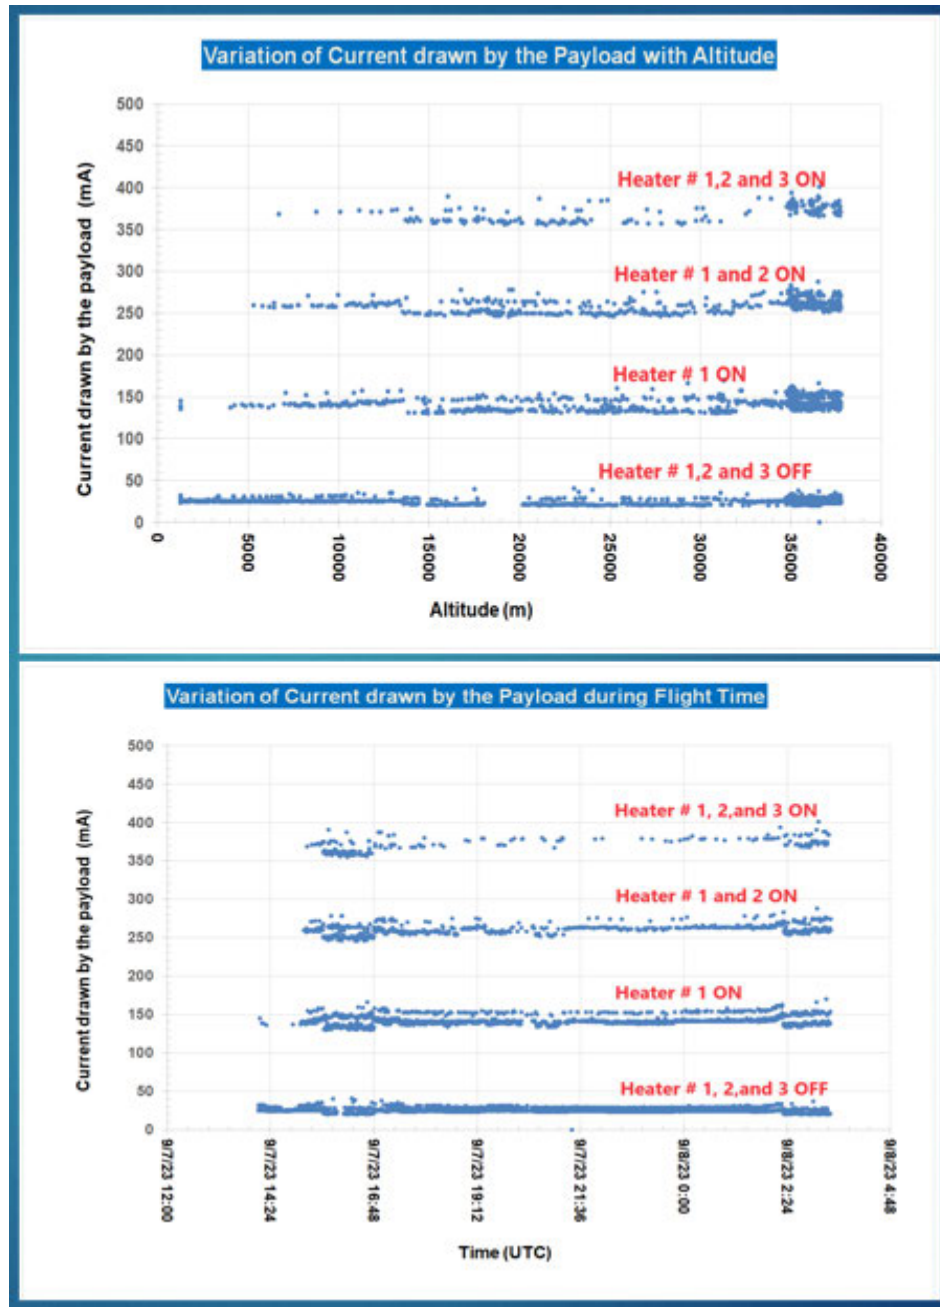 Variation of Current drawn by the Payload with Altitude
Current drawn by the payload (mA)
500
450
400
350
300
250
200
150
100
50
0
Heater # 1,2 and 3 ON
Heater # 1 and 2 ON
Heater # 1 ON
Heater # 1,2 and 3 OFF
0
5000
10000
15000
20000
25000
30000
35000
40000
Altitude (m)
Variation of Current drawn by the Payload during Flight Time
Current drawn by the payload (mA)
500
450
400
350
300
250
200
150
100
50
0
Heater # 1, 2,and 3 ON
Heater # 1 and 2 ON
Heater # 1 ON
Heater # 1, 2,and 3 OFF
9/7/23 12:00
9/7/23 14:24
9/7/23 16:48
9/7/23 19:12
9/7/23 21:36
9/8/23 0:00
9/8/23 2:24
9/8/23 4:48
Time (UTC)